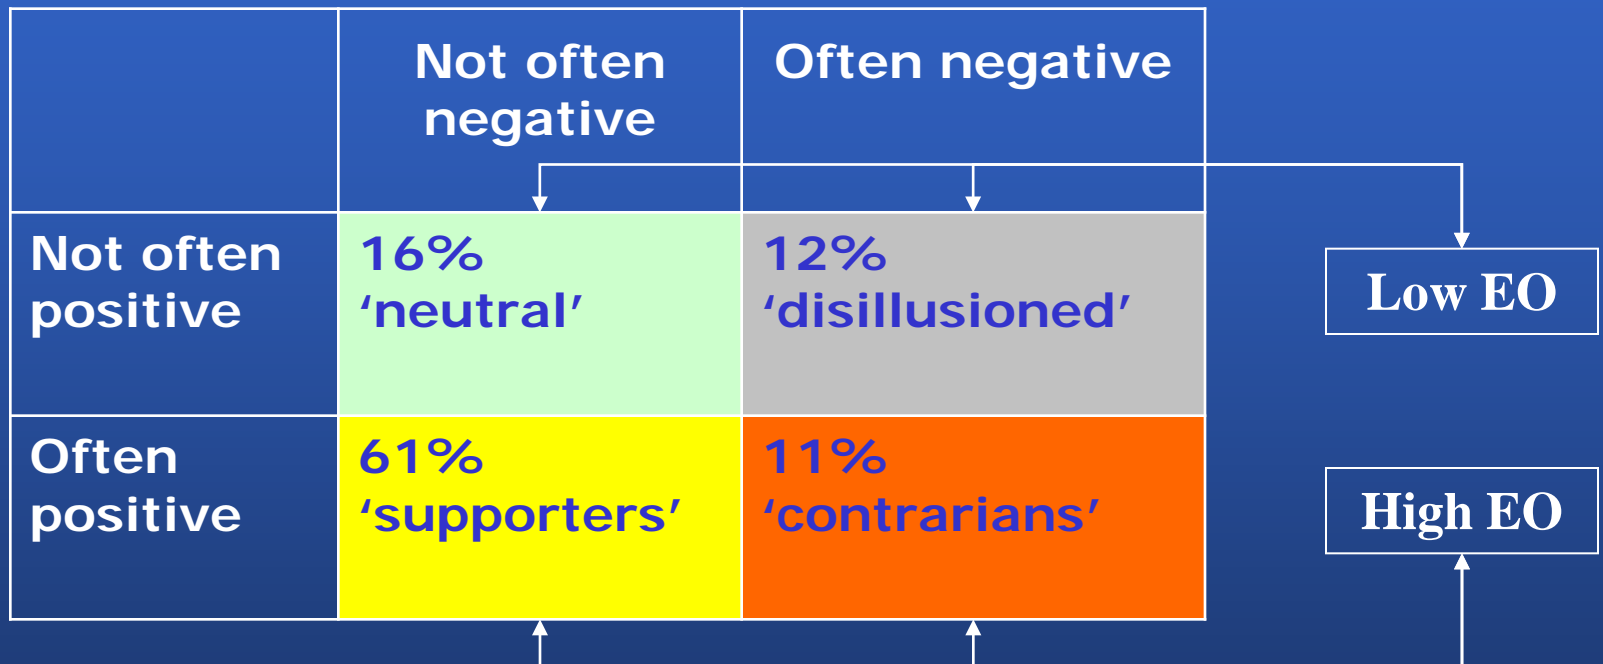 Not often
negative
Often negative
Not often
positive
16%
‘neutral’
12%
‘disillusioned’
Low EO
Often
positive
61%
‘supporters’
11%
‘contrarians’
High EO